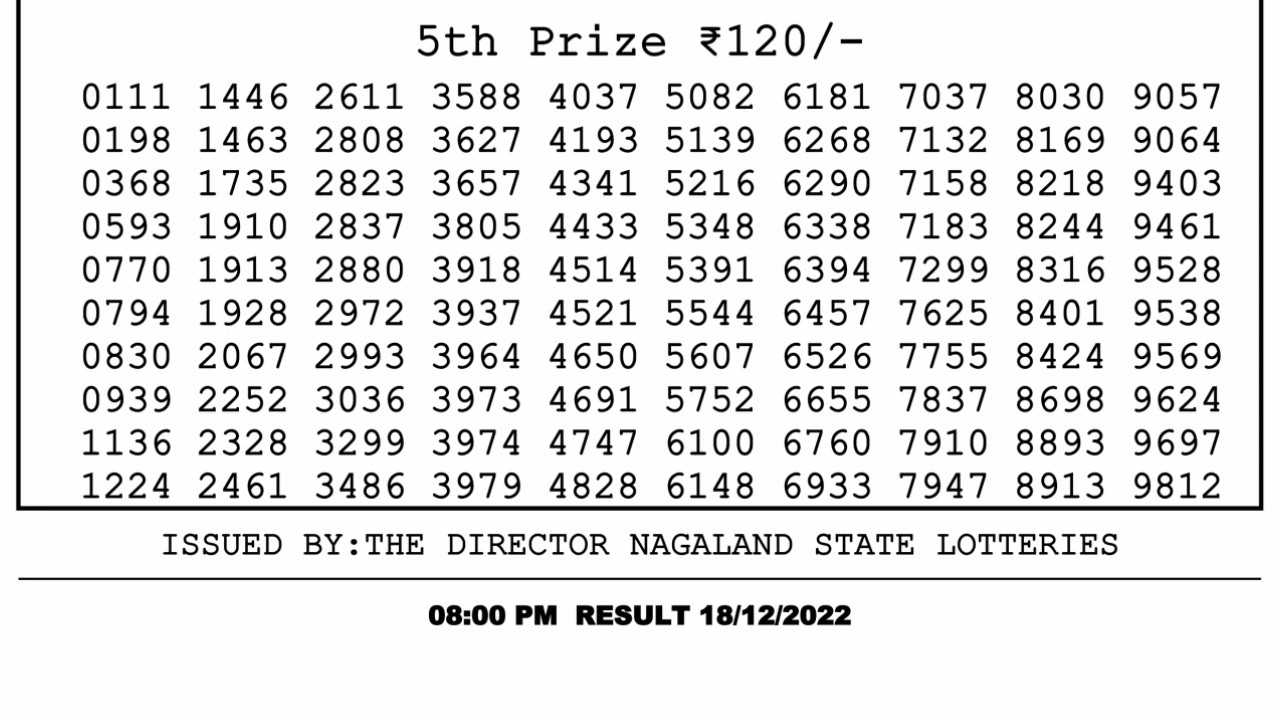 5th Prize ₹120/-
0111 1446 2611 3588 4037 5082 6181 7037 8030 9057
0198 1463 2808 3627 4193 5139 6268 7132 8169 9064
0368 1735 2823 3657 4341 5216 6290 7158 8218 9403
0593 1910 2837 3805 4433 5348 6338 7183 8244 9461
0770 1913 2880 3918 4514 5391 6394 7299 8316 9528
0794 1928 2972 3937 4521 5544 6457 7625 8401 9538
0830 2067 2993 3964 4650 5607 6526 7755 8424 9569
0939 2252 3036 3973 4691 5752 6655 7837 8698 9624
1136 2328 3299 3974 4747 6100 6760 7910 8893 9697
1224 2461 3486 3979 4828 6148 6933 7947 8913 9812
ISSUED BY:THE DIRECTOR NAGALAND STATE LOTTERIES
08:00 PM RESULT 18/12/2022